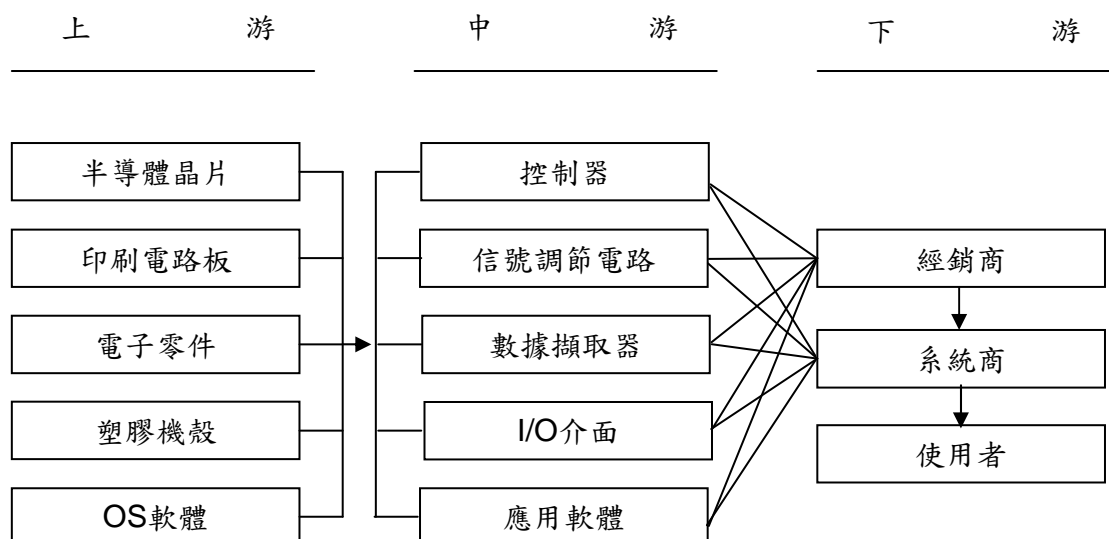 上 游
中 游
下 游
半導體晶片
印刷電路板
電子零件
塑膠機殼
OS軟體
控制器
信號調節電路
數據擷取器
I/O介面
應用軟體
經銷商
系統商
使用者